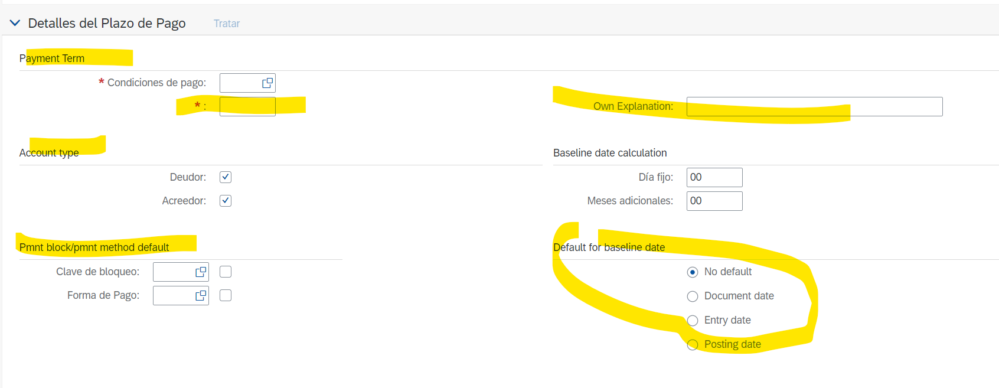 Detalles del Plazo de Pago Tratar
Payment Term
* Condiciones de pago:
* :
Own Explanation:
Account type
Deudor:
Acreedor:
Baseline date calculation
Día fijo: 00
Meses adicionales: 00
Pmnt block/pmnt method default
Clave de bloqueo:
Forma de Pago:
Default for baseline date
No default
Document date
Entry date
Posting date